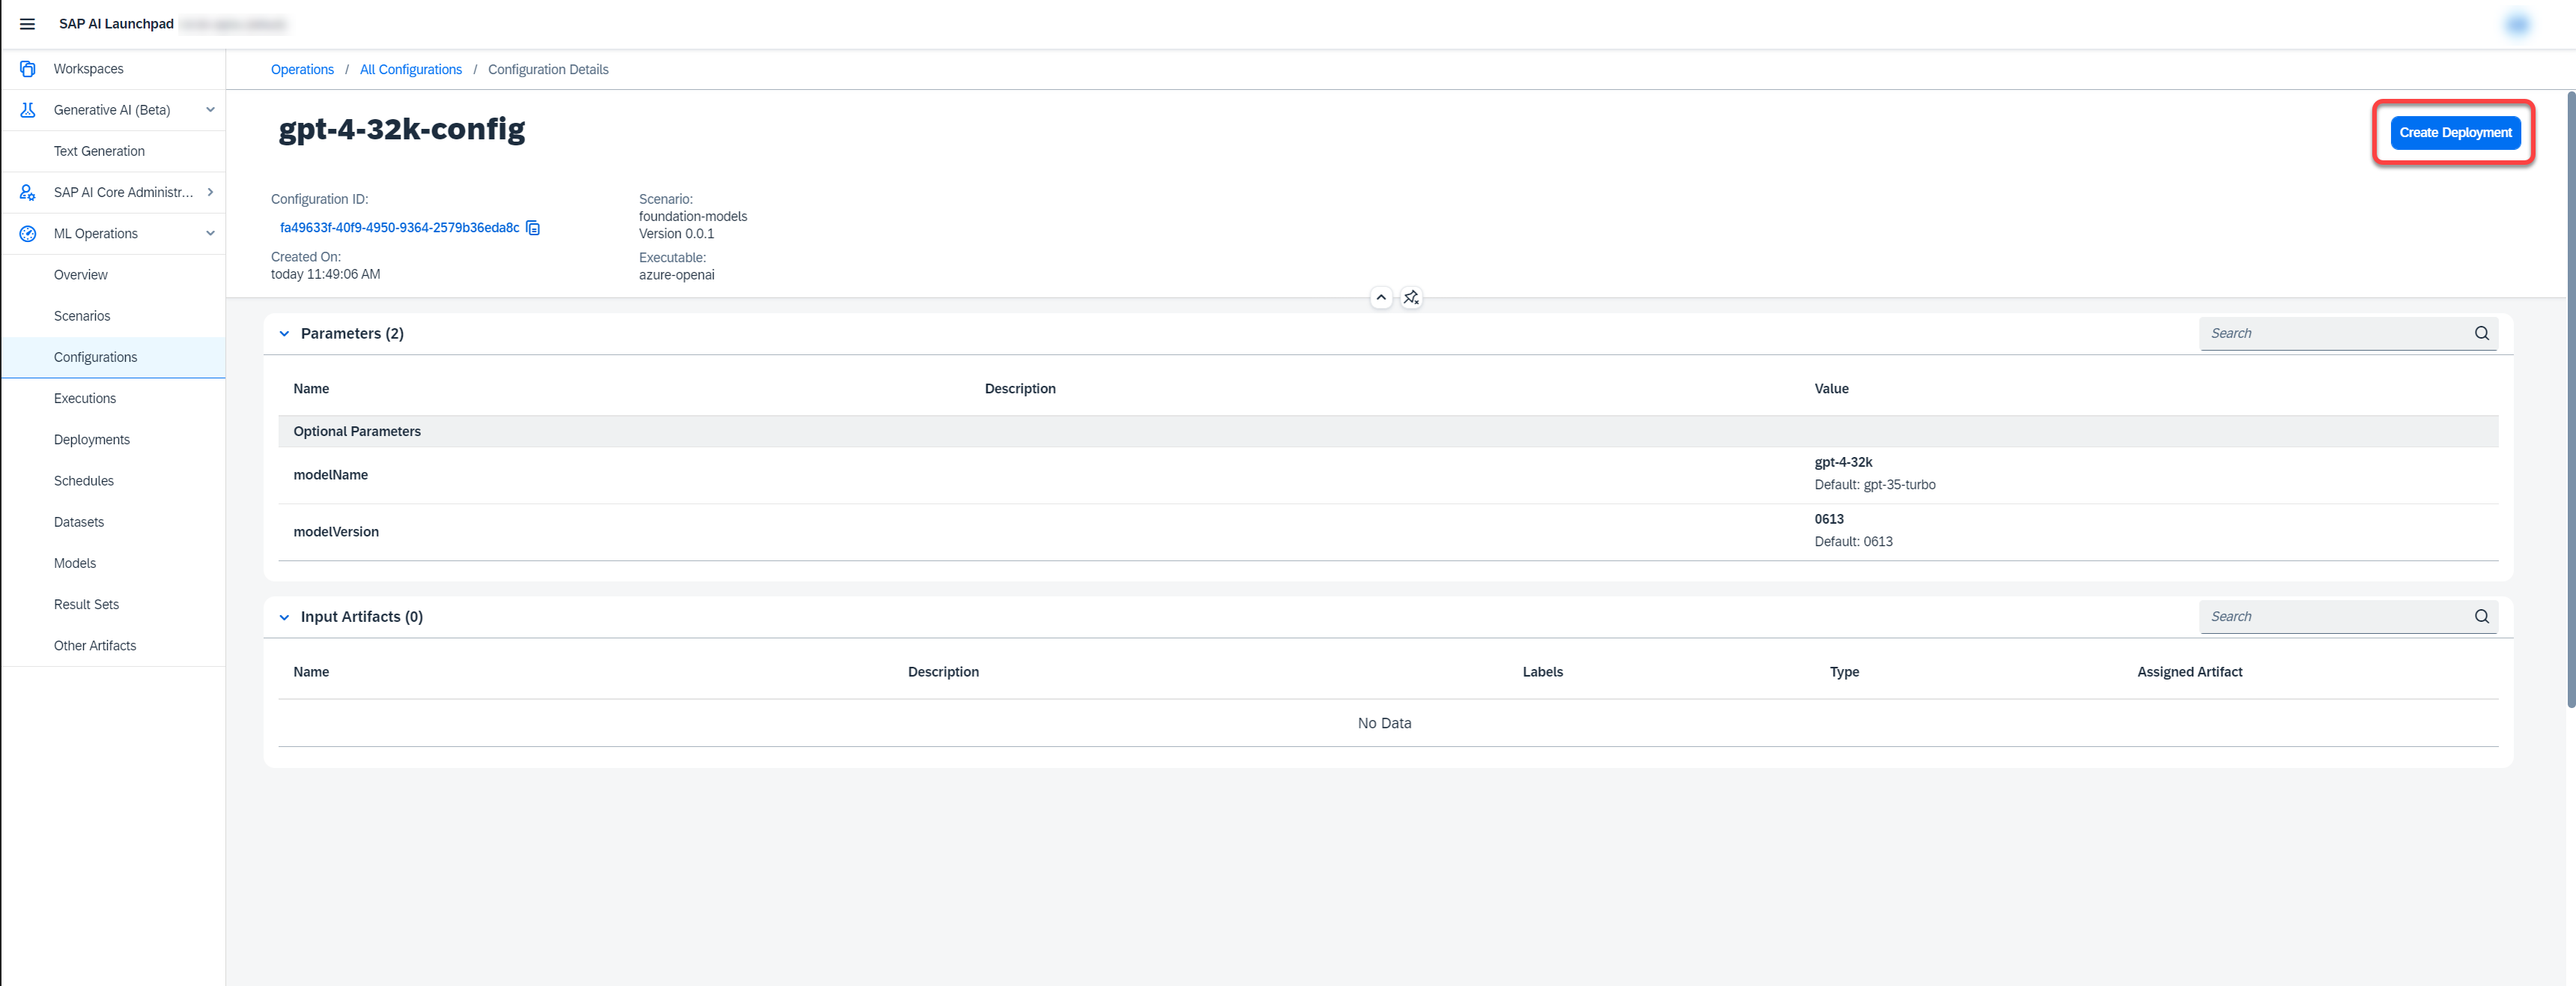 SAP AI Launchpad
Workspaces
Generative AI (Beta)
Text Generation
SAP AI Core Administr...
ML Operations
Overview
Scenarios
Configurations
Executions
Deployments
Schedules
Datasets
Models
Result Sets
Other Artifacts
Operations / All Configurations / Configuration Details
gpt-4-32k-config
Create Deployment
Configuration ID:
fa49633f-40f9-4950-9364-2579b36eda8c
Created On:
today 11:49:06 AM
Scenario:
foundation-models
Version 0.0.1
Executable:
azure-openai
Parameters (2)
Search
Name Description Value
Optional Parameters
modelName
gpt-4-32k
Default: gpt-35-turbo
modelVersion
0613
Default: 0613
Input Artifacts (0)
Search
Name Description Labels Type Assigned Artifact
No Data